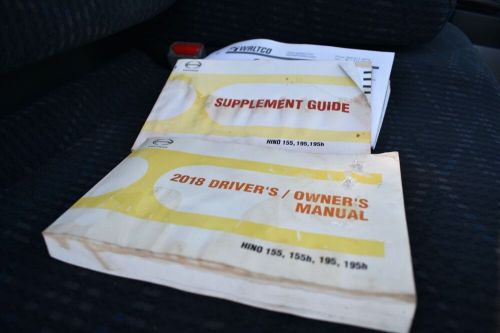 WALTCO
SUPPLEMENT GUIDE
HINO 155, 195, 195h
2018 DRIVER'S / OWNER'S
MANUAL
HINO 155, 155h, 195, 195h